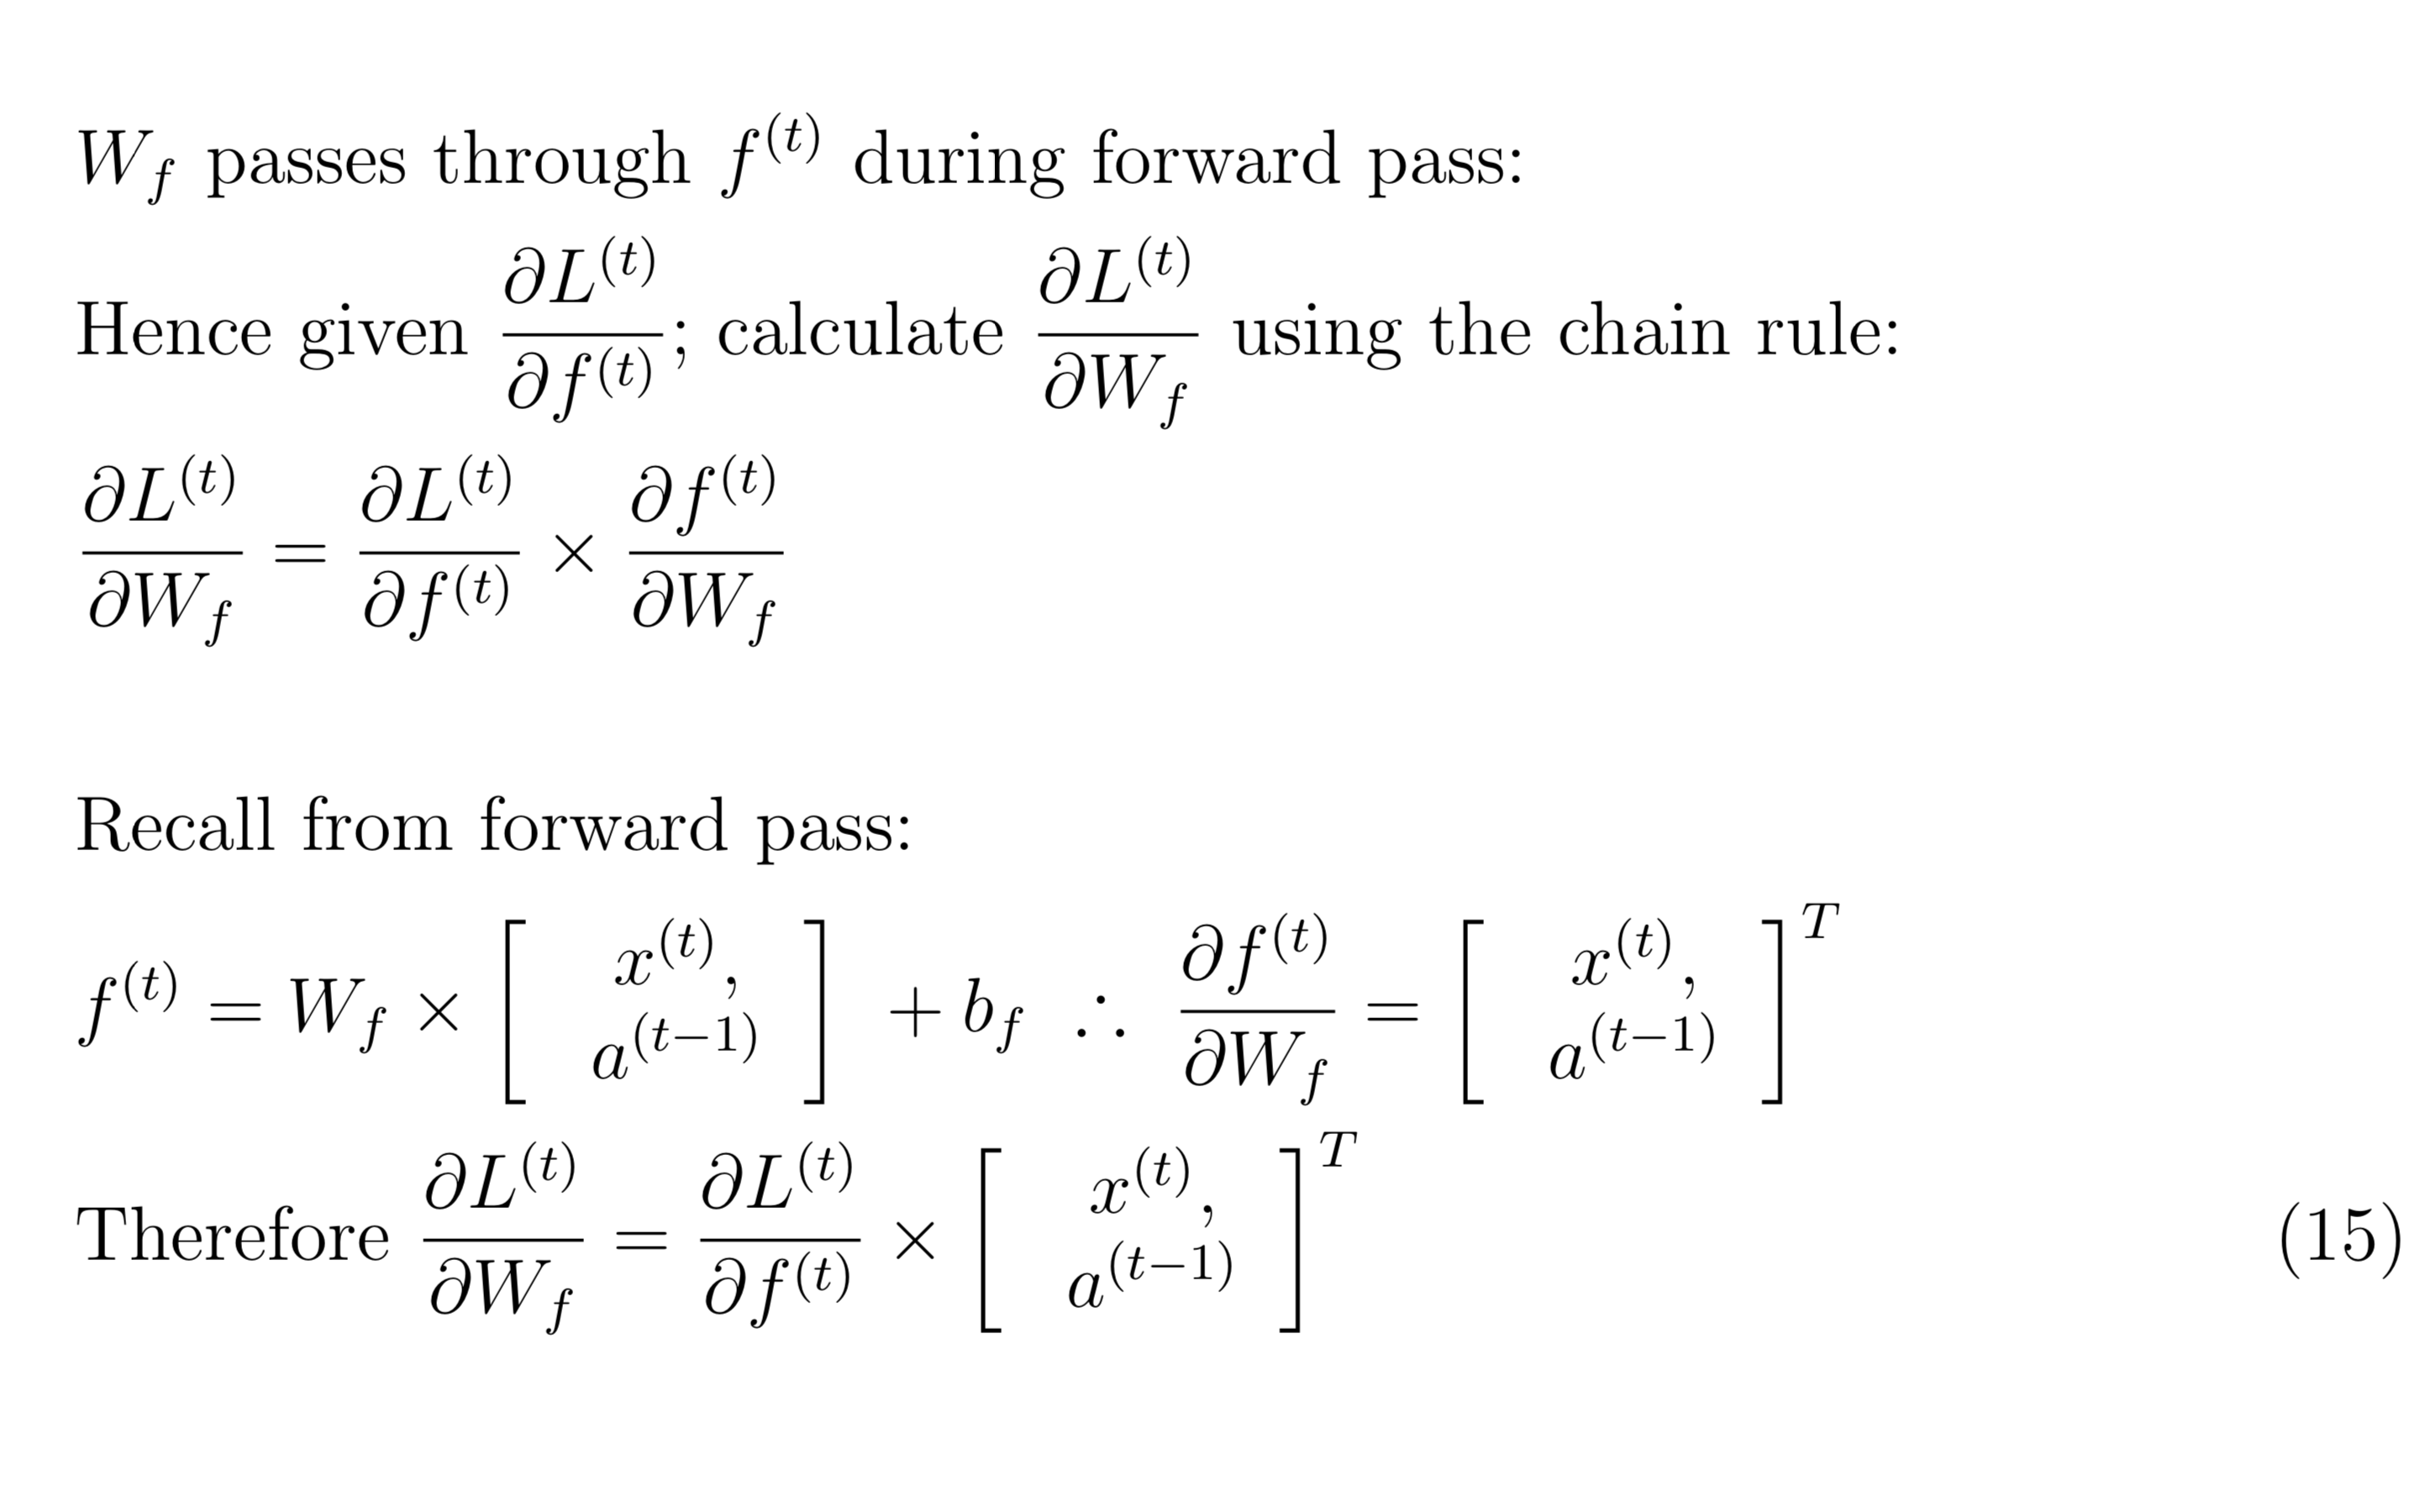 W_f passes through f^{(t)} during forward pass:
Hence given \frac{\partial L^{(t)}}{\partial f^{(t)}}; calculate \frac{\partial L^{(t)}}{\partial W_f} using the chain rule:
\frac{\partial L^{(t)}}{\partial W_f} = \frac{\partial L^{(t)}}{\partial f^{(t)}} \times \frac{\partial f^{(t)}}{\partial W_f}
Recall from forward pass:
f^{(t)} = W_f \times \begin{bmatrix} x^{(t)}, \\ a^{(t-1)} \end{bmatrix} + b_f \therefore \frac{\partial f^{(t)}}{\partial W_f} = \begin{bmatrix} x^{(t)}, \\ a^{(t-1)} \end{bmatrix}^T
Therefore \frac{\partial L^{(t)}}{\partial W_f} = \frac{\partial L^{(t)}}{\partial f^{(t)}} \times \begin{bmatrix} x^{(t)}, \\ a^{(t-1)} \end{bmatrix}^T (15)